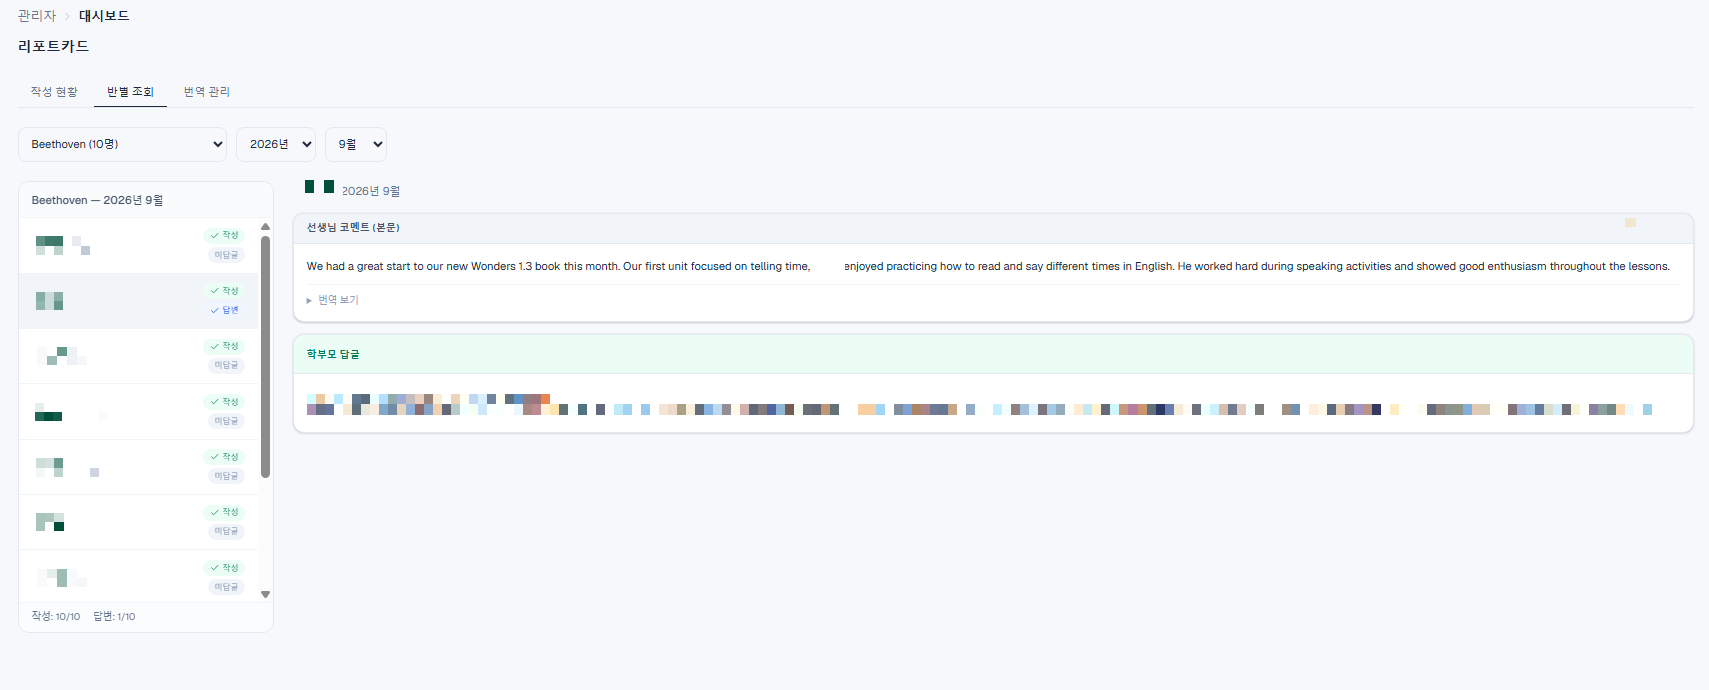 관리자 > 대시보드
리포트카드
작성 현황 반별 조회 번역 관리
Beethoven (10명) 2026년 9월
Beethoven — 2026년 9월
✓ 작성
미답글
✓ 작성
✓ 답변
✓ 작성
미답글
✓ 작성
미답글
✓ 작성
미답글
✓ 작성
미답글
✓ 작성
미답글
작성: 10/10 답변: 1/10
2026년 9월
선생님 코멘트 (본문)
We had a great start to our new Wonders 1.3 book this month. Our first unit focused on telling time, enjoyed practicing how to read and say different times in English. He worked hard during speaking activities and showed good enthusiasm throughout the lessons.
▸ 번역 보기
학부모 답글